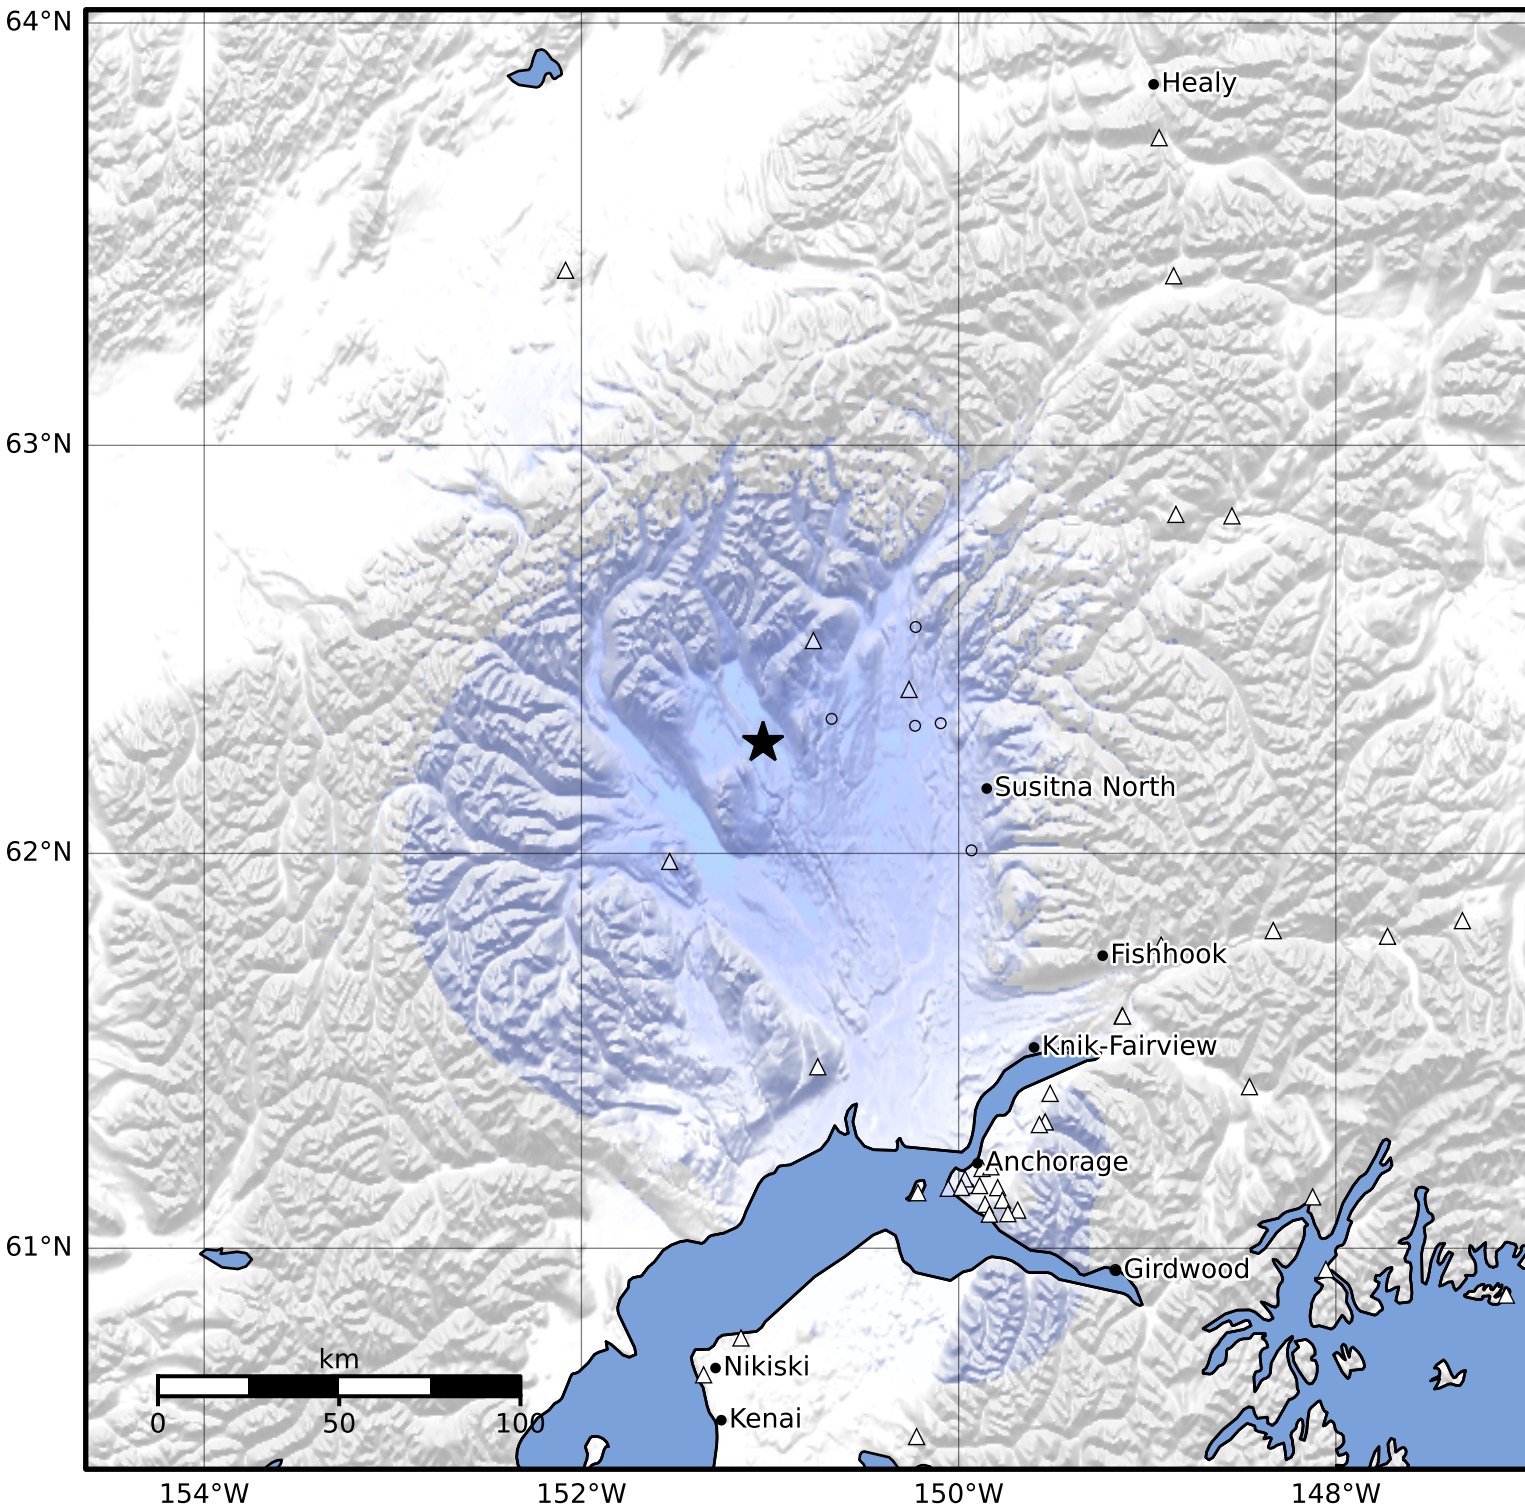 64°N
Healy
63°N
Susitna North
62°N
Fishhook
Knik-Fairview
Anchorage
61°N
Girdwood
km
Nikiski
0 50 100
Kenai
154°W 152°W 150°W 148°W